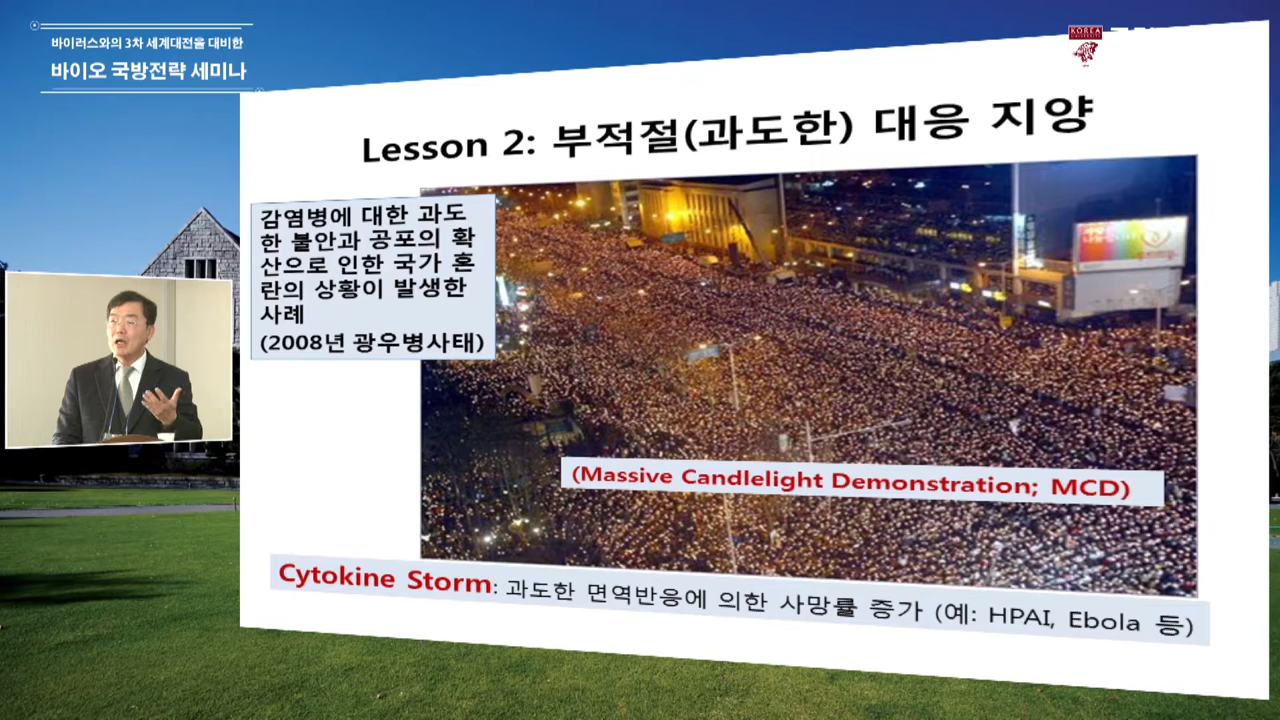 바이러스와의 3차 세계대전을 대비한
바이오 국방전략 세미나
KOREA
UNIVERSITY
Lesson 2: 부적절(과도한) 대응 지양
감염병에 대한 과도
한 불안과 공포의 확
산으로 인한 국가 혼
란의 상황이 발생한
사례
(2008년 광우병사태)
(Massive Candlelight Demonstration; MCD)
Cytokine Storm: 과도한 면역반응에 의한 사망률 증가 (예: HPAI, Ebola 등)